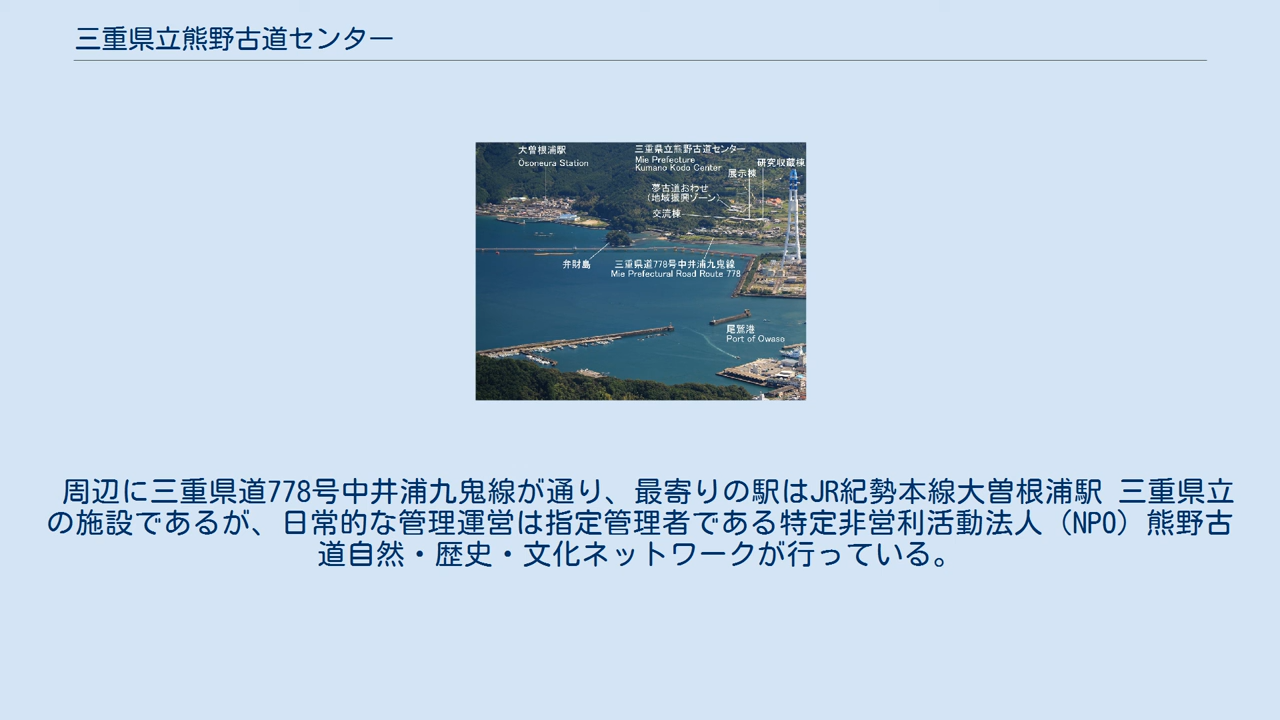 三重県立熊野古道センター
大曽根浦駅
Ōsoneura Station
三重県立熊野古道センター
Mie Prefecture
Kumano Kodo Center
研究収蔵棟
展示棟
夢古道おわせ
(地域振興ゾーン)
交流棟
弁財島
三重県道778号中井浦九鬼線
Mie Prefectural Road Route 778
尾鷲港
Port of Owase
周辺に三重県道778号中井浦九鬼線が通り、最寄りの駅はJR紀勢本線大曽根浦駅 三重県立
の施設であるが、日常的な管理運営は指定管理者である特定非営利活動法人（NPO）熊野古
道自然・歴史・文化ネットワークが行っている。